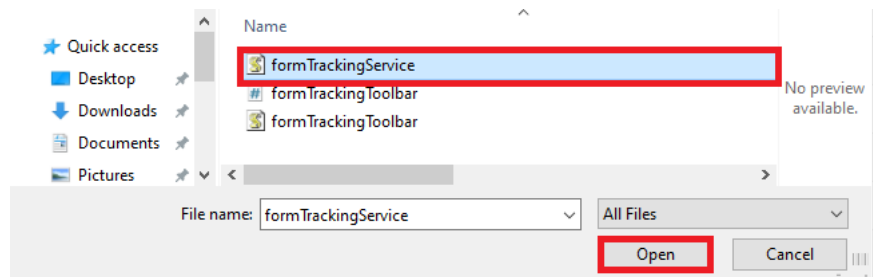 Name
Quick access
Desktop
Downloads
Documents
Pictures
formTrackingService
formTrackingToolbar
formTrackingToolbar
No preview
available.
File name: formTrackingService All Files
Open Cancel